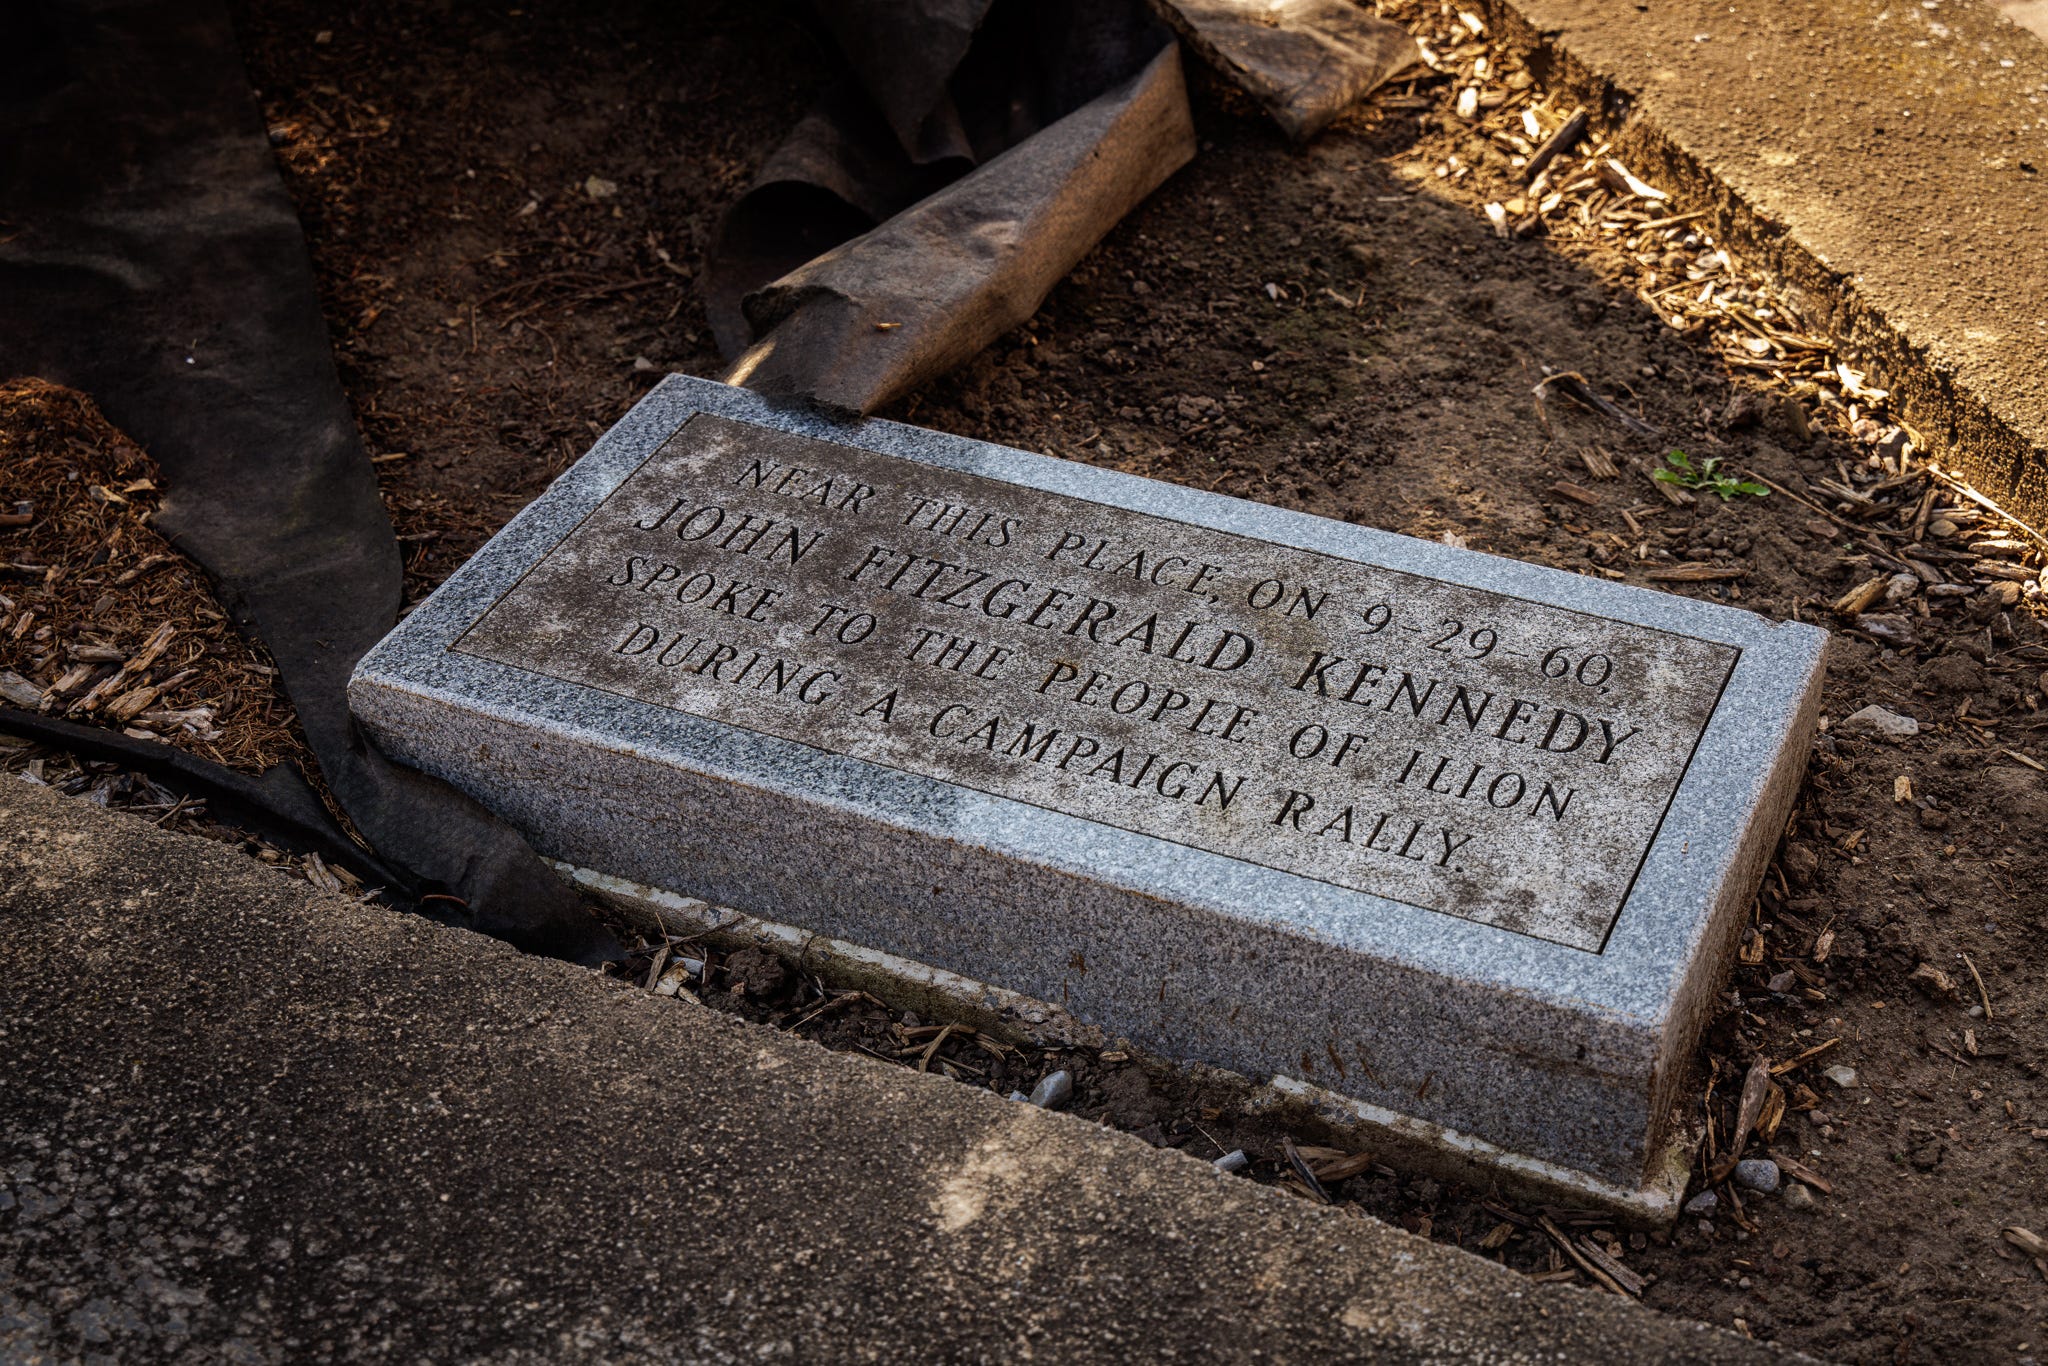 NEAR THIS PLACE, ON 9-29-60,
JOHN FITZGERALD KENNEDY
SPOKE TO THE PEOPLE OF ILION
DURING A CAMPAIGN RALLY.